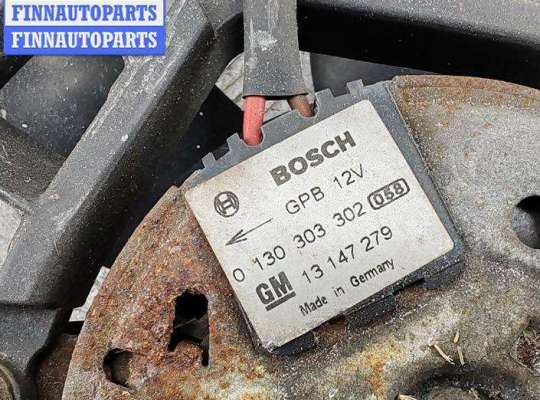 FINNAUTOPARTS
FINNAUTOPARTS
BOSCH
GPB 12V
0 130 303 302 058
GM 13 147 279
Made in Germany